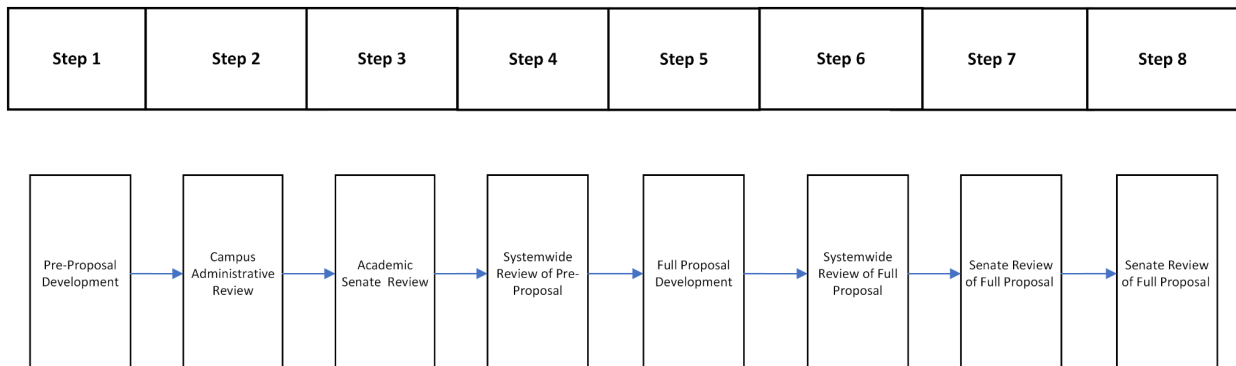 Step 1
Step 2
Step 3
Step 4
Step 5
Step 6
Step 7
Step 8
Pre-Proposal
Development
Campus
Administrative
Review
Academic
Senate Review
Systemwide
Review of Pre-
Proposal
Full Proposal
Development
Systemwide
Review of Full
Proposal
Senate Review
of Full Proposal
Senate Review
of Full Proposal